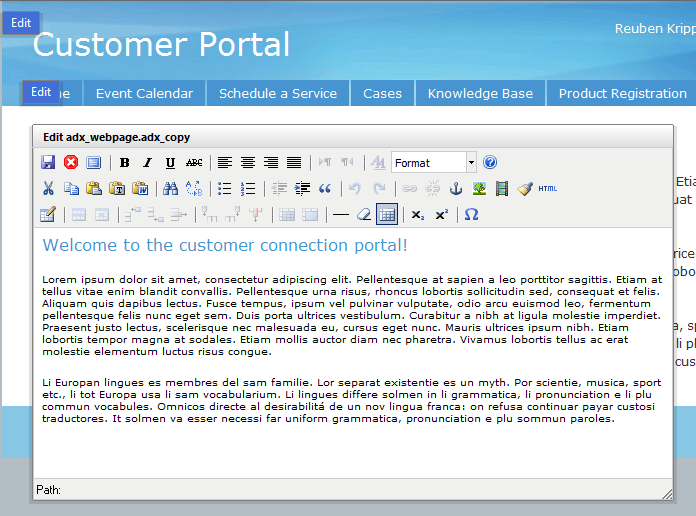 Edit
Customer Portal
Reuben Kripp
Edit
Event Calendar
Schedule a Service
Cases
Knowledge Base
Product Registration
Edit adx_webpage.adx_copy
B I U ABC
Format
HTML
Welcome to the customer connection portal!
Lorem ipsum dolor sit amet, consectetur adipiscing elit. Pellentesque at sapien a leo porttitor sagittis. Etiam at
tellus vitae enim blandit convallis. Pellentesque urna risus, rhoncus lobortis sollicitudin sed, consequat et felis.
Aliquam quis dapibus lectus. Fusce tempus, ipsum vel pulvinar vulputate, odio arcu euismod leo, fermentum
pellentesque felis nunc eget sem. Duis porta ultrices vestibulum. Curabitur a nibh at ligula molestie imperdiet.
Praesent justo lectus, scelerisque nec malesuada eu, cursus eget nunc. Mauris ultrices ipsum nibh. Etiam
lobortis tempor magna at sodales. Etiam mollis auctor diam nec pharetra. Vivamus lobortis tellus ac erat
molestie elementum luctus risus congue.
Li Europan lingues es membres del sam familie. Lor separat existentie es un myth. Por scientie, musica, sport
etc., li tot Europa usa li sam vocabularium. Li lingues differe solmen in li grammatica, li pronunciation e li plu
commun vocabules. Omnicos directe al desirabilitá de un nov lingua franca: on refusa continuar payar custosi
traductores. It solmen va esser necessi far uniform grammatica, pronunciation e plu sommun paroles.
Path: